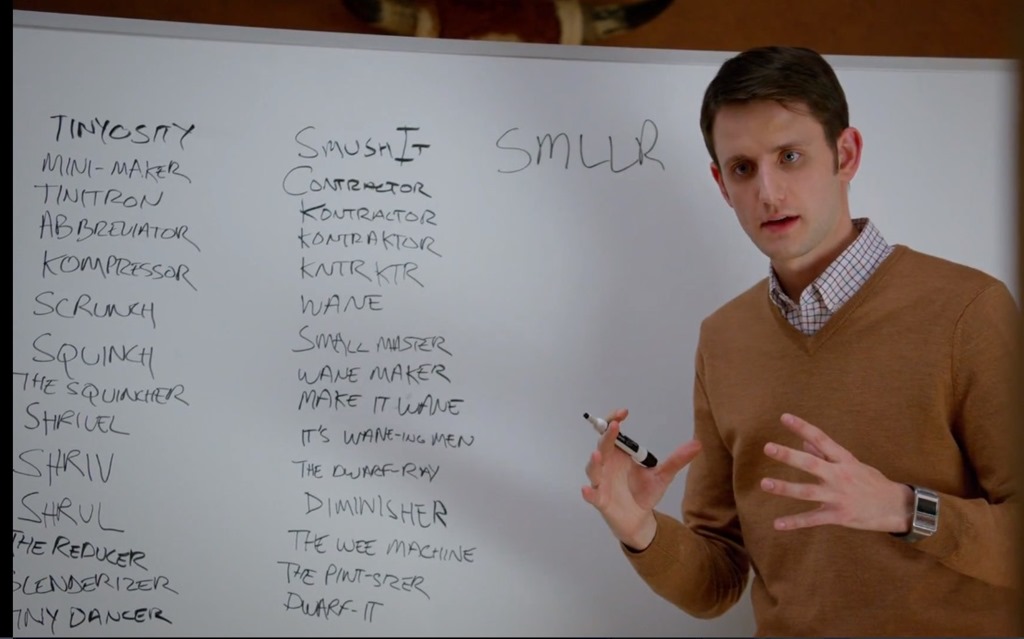 TINYOSITY
MINI-MAKER
TINITRON
ABBREVIATOR
KOMPRESSOR
SCRUNCH
SQUINCH
THE SQUINCHER
SHRIVEL
SHRIV
SHRUL
THE REDUCER
SLENDERIZER
TINY DANCER
SMUSHIT
CONTRACTOR
KONTRACTOR
KONTRAKTOR
KNTRKTR
WANE
SMALL MASTER
WANE MAKER
MAKE IT WANE
IT'S WANE-ING MEN
THE DWARF-RAY
DIMINISHER
THE WEE MACHINE
THE PINT-SIZER
DWARF-IT
SMLLR